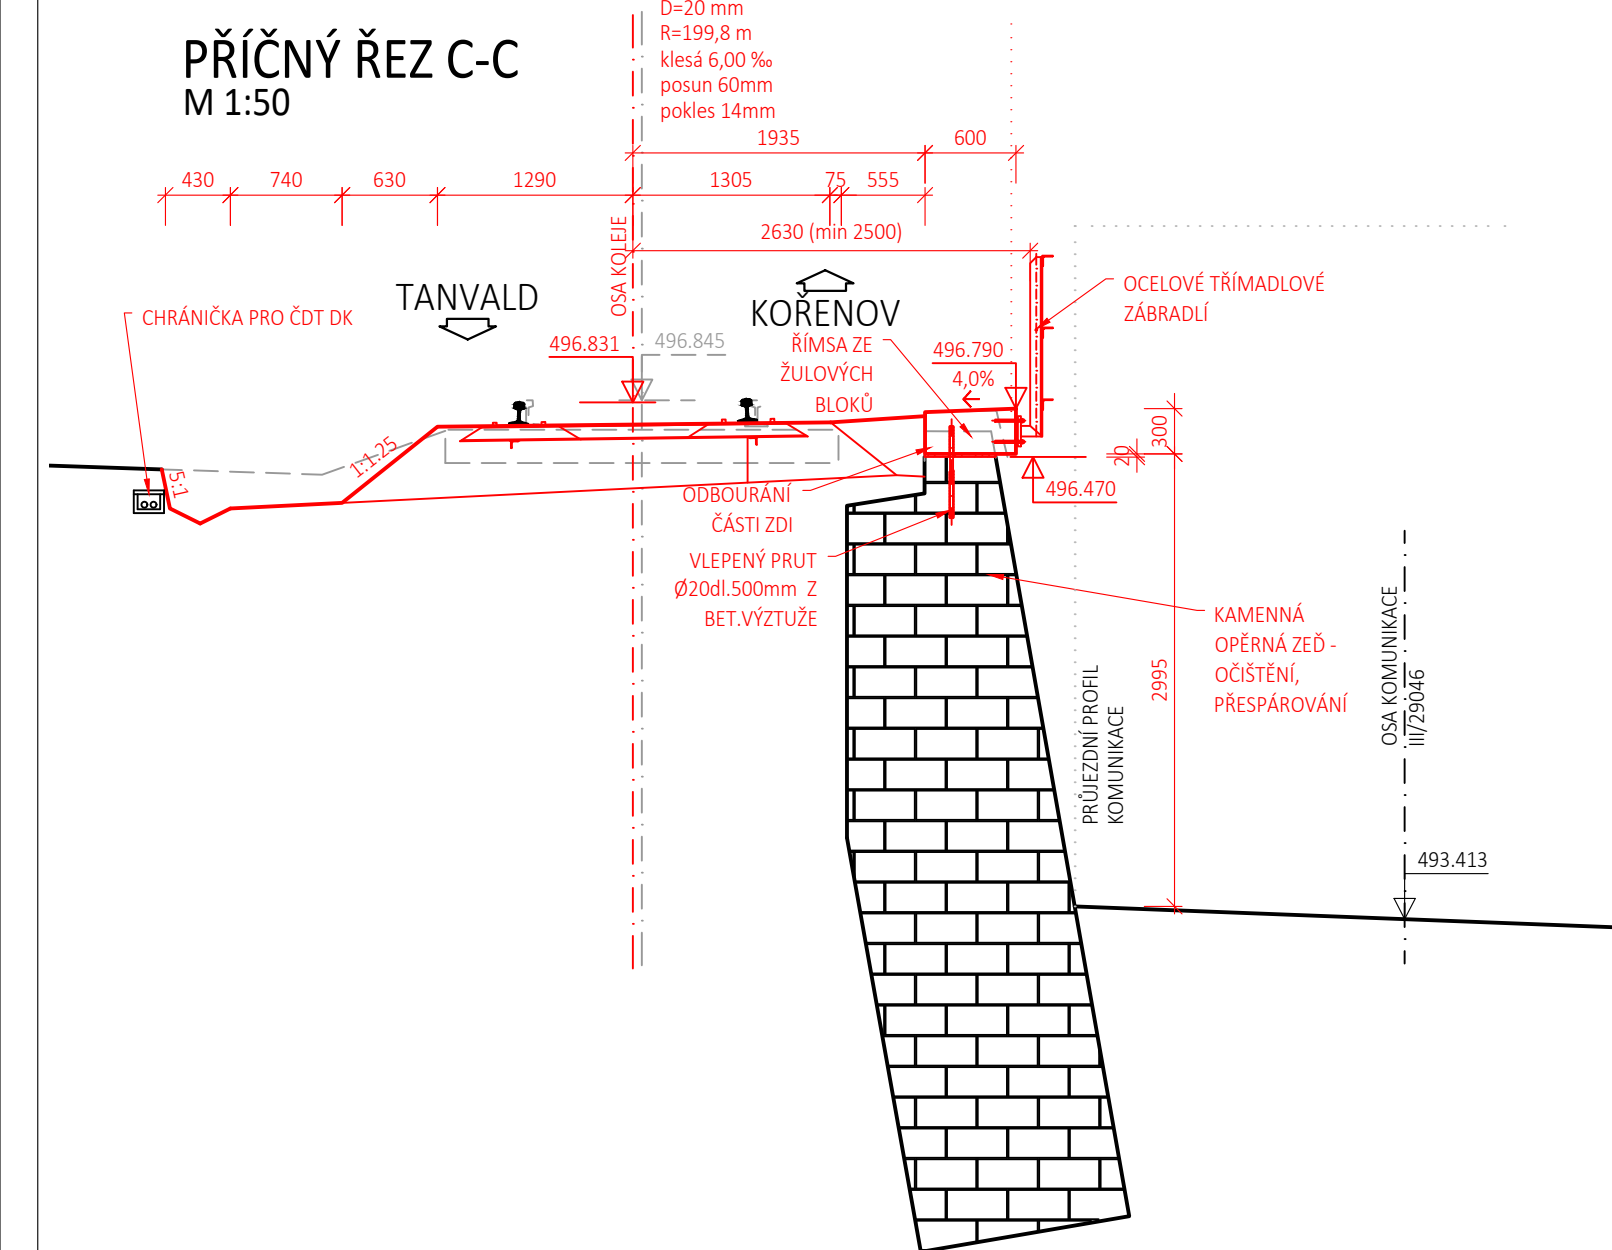 PŘÍČNÝ ŘEZ C-C
M 1:50
D=20 mm
R=199,8 m
klesá 6,00 ‰
posun 60mm
pokles 14mm
1935
600
430
740
630
1290
1305
75
555
2630 (min 2500)
OSA KOLEJE
TANVALD
KOŘENOV
CHRÁNIČKA PRO ČDT DK
OCELOVÉ TŘÍMADLOVÉ
ZÁBRADLÍ
496.831
496.845
ŘÍMSA ZE
ŽULOVÝCH
BLOKŮ
496.790
4,0%
300
20
5:1
1:1.25
496.470
ODBOURÁNÍ
ČÁSTI ZDI
VLEPENÝ PRUT
Ø20dl.500mm Z
BET.VÝZTUŽE
KAMENNÁ
OPĚRNÁ ZEĎ -
OČIŠTĚNÍ,
PŘESPÁROVÁNÍ
2995
PRŮJEZDNÍ PROFIL
KOMUNIKACE
OSA KOMUNIKACE
III/29046
493.413